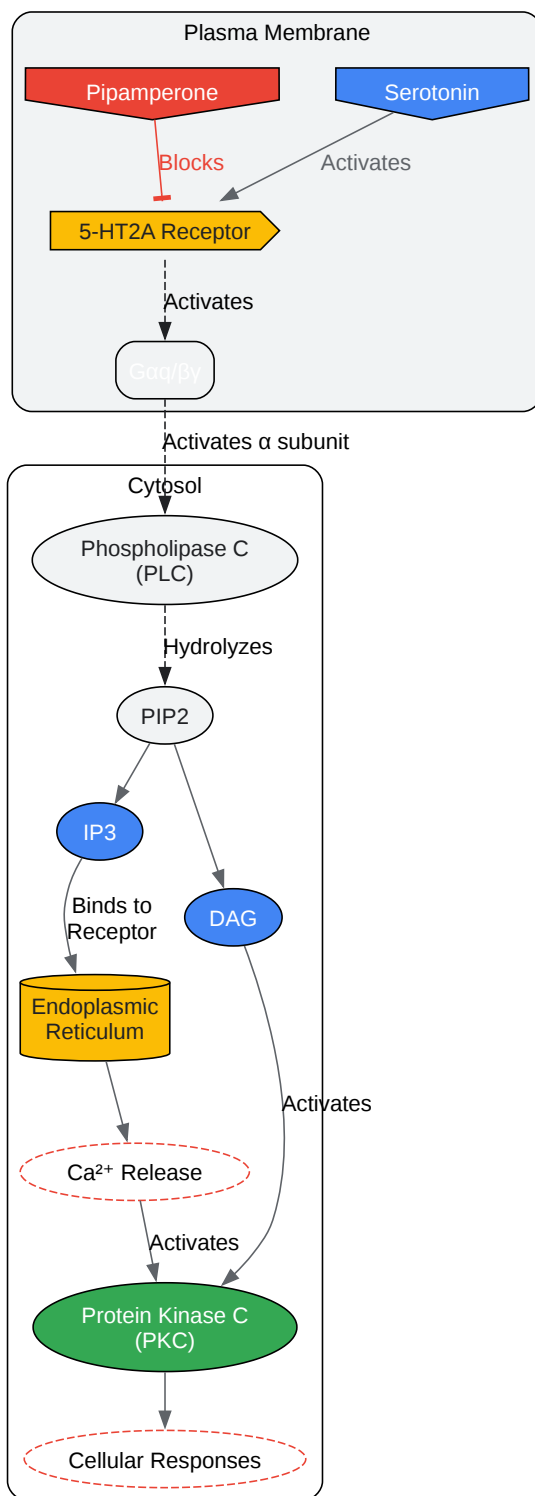 Plasma Membrane
Pipamperone
Serotonin
Blocks
Activates
5-HT2A Receptor
Activates
Gαq/βγ
Activates α subunit
Cytosol
Phospholipase C
(PLC)
Hydrolyzes
PIP2
IP3
Binds to
Receptor
DAG
Endoplasmic
Reticulum
Activates
Ca²⁺ Release
Activates
Protein Kinase C
(PKC)
Cellular Responses